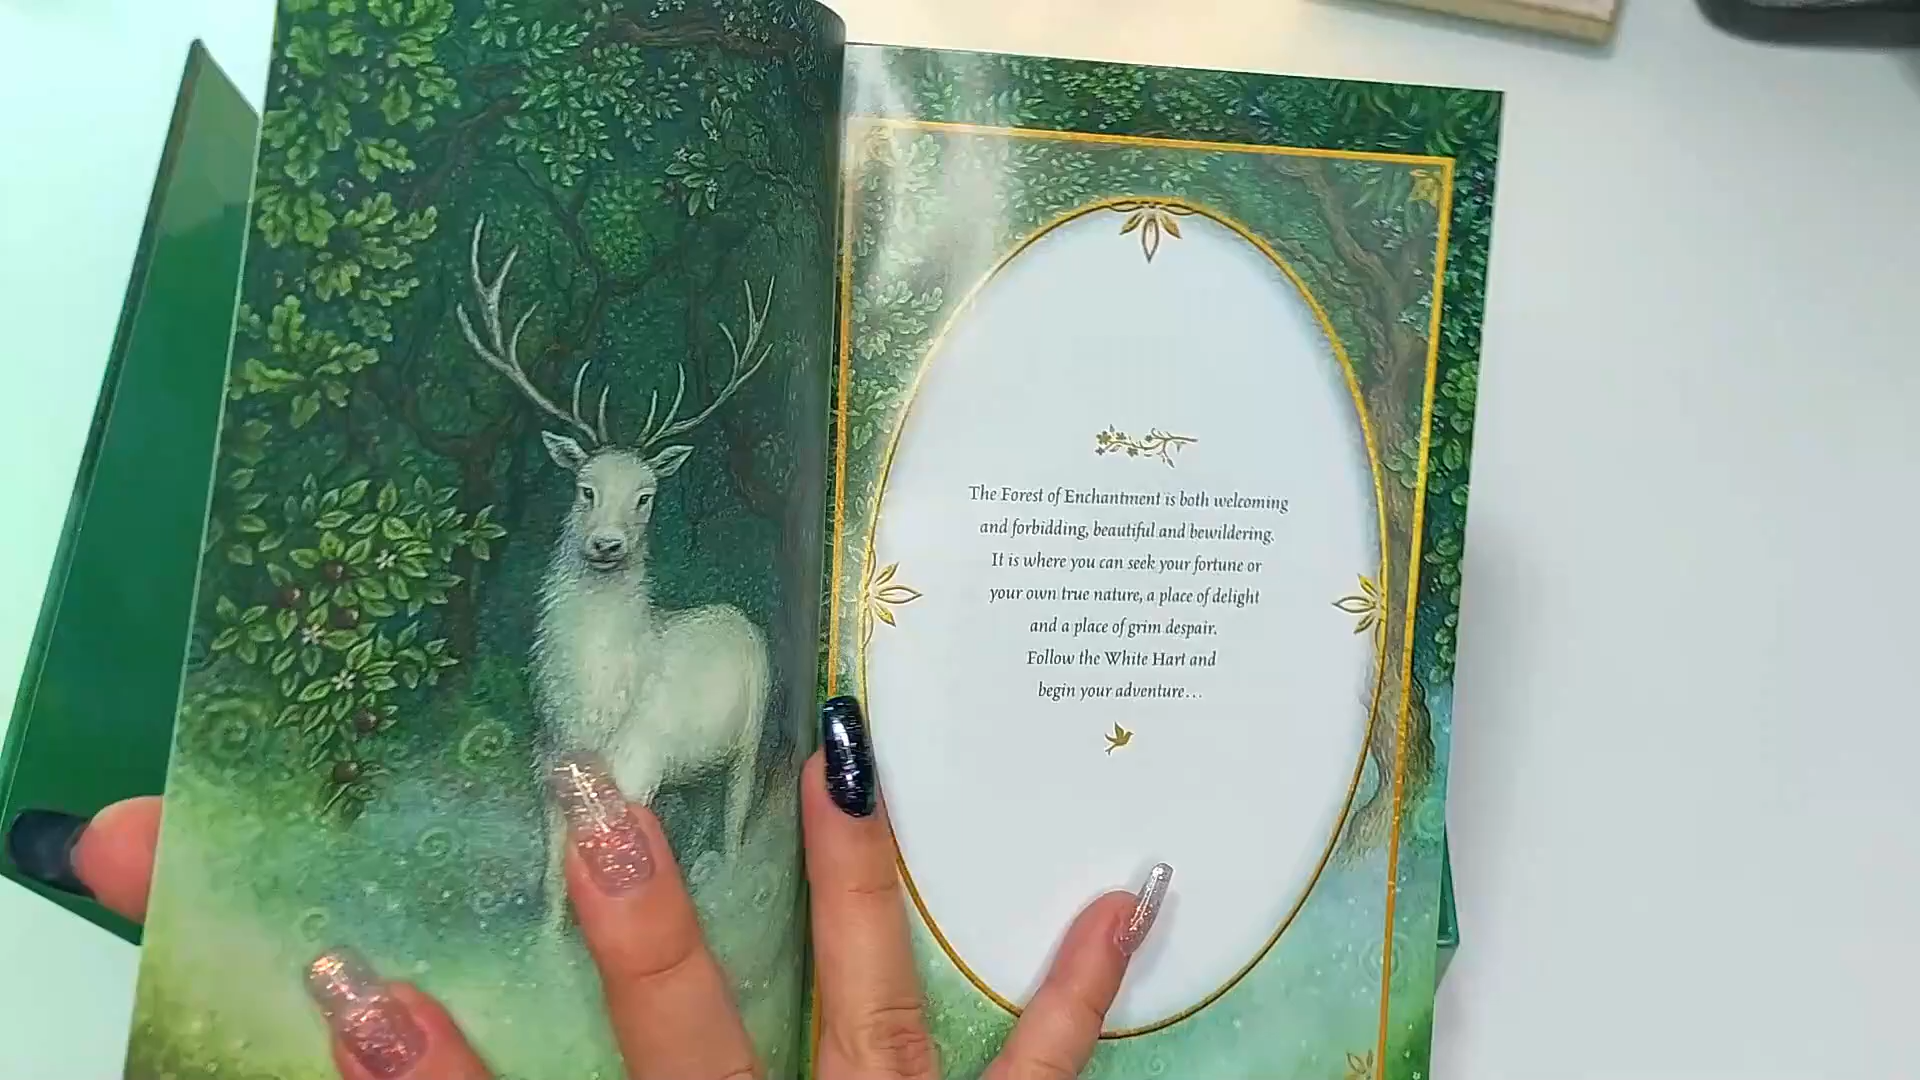 The Forest of Enchantment is both welcoming
and forbidding, beautiful and bewildering.
It is where you can seek your fortune or
your own true nature, a place of delight
and a place of grim despair.
Follow the White Hart and
begin your adventure...